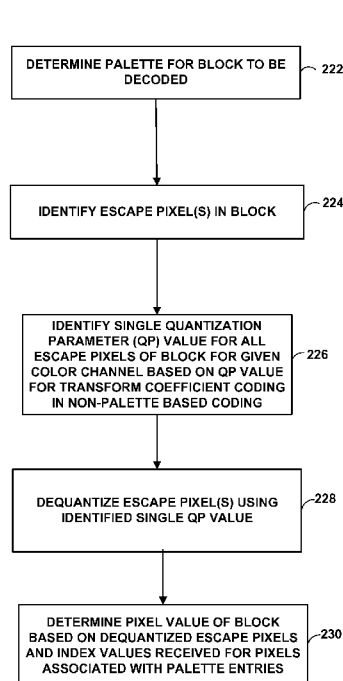 DETERMINE PALETTE FOR BLOCK TO BE
DECODED
222
IDENTIFY ESCAPE PIXEL(S) IN BLOCK
224
IDENTIFY SINGLE QUANTIZATION
PARAMETER (QP) VALUE FOR ALL
ESCAPE PIXELS OF BLOCK FOR GIVEN
COLOR CHANNEL BASED ON QP VALUE
FOR TRANSFORM COEFFICIENT CODING
IN NON-PALETTE BASED CODING
226
DEQUANTIZE ESCAPE PIXEL(S) USING
IDENTIFIED SINGLE QP VALUE
228
DETERMINE PIXEL VALUE OF BLOCK
BASED ON DEQUANTIZED ESCAPE PIXELS
AND INDEX VALUES RECEIVED FOR PIXELS
ASSOCIATED WITH PALETTE ENTRIES
230